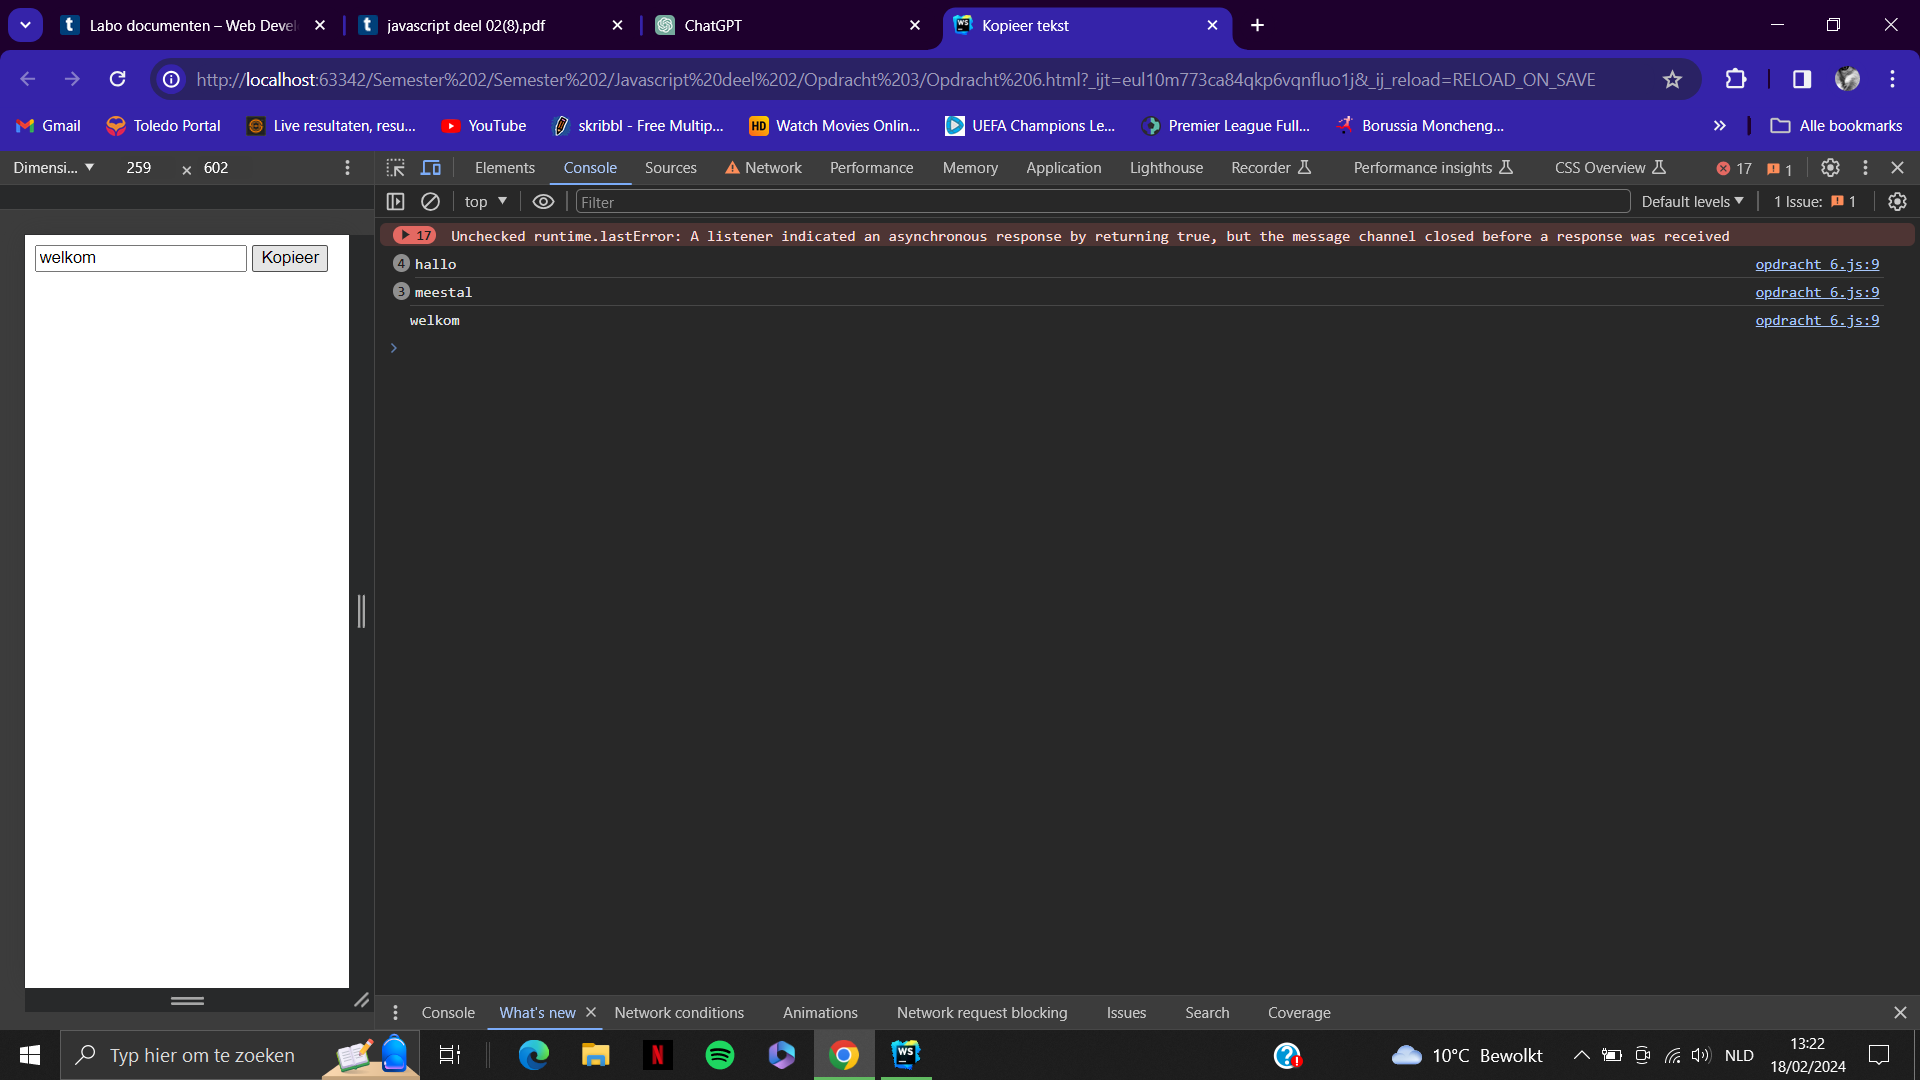 Labo documenten – Web Devel
javascript deel 02(8).pdf
ChatGPT
Kopieer tekst
http://localhost:63342/Semester%202/Semester%202/Javascript%20deel%202/Opdracht%203/Opdracht%206.html?_ijt=eul10m773ca84qkp6vqnfluo1j&_ij_reload=RELOAD_ON_SAVE
Gmail
Toledo Portal
Live resultaten, resu...
YouTube
skribbl - Free Multip...
HD Watch Movies Onlin...
UEFA Champions Le...
Premier League Full...
Borussia Moncheng...
Alle bookmarks
Dimensi... 259 x 602
Elements Console Sources Network Performance Memory Application Lighthouse Recorder Performance insights CSS Overview 17 1
top Filter Default levels 1 Issue: 1
welkom Kopieer
17 Unchecked runtime.lastError: A listener indicated an asynchronous response by returning true, but the message channel closed before a response was received
4 hallo opdracht 6.js:9
3 meestal opdracht 6.js:9
welkom opdracht 6.js:9
Console What's new Network conditions Animations Network request blocking Issues Search Coverage
Typ hier om te zoeken
WS
10°C Bewolkt
NLD
13:22
18/02/2024